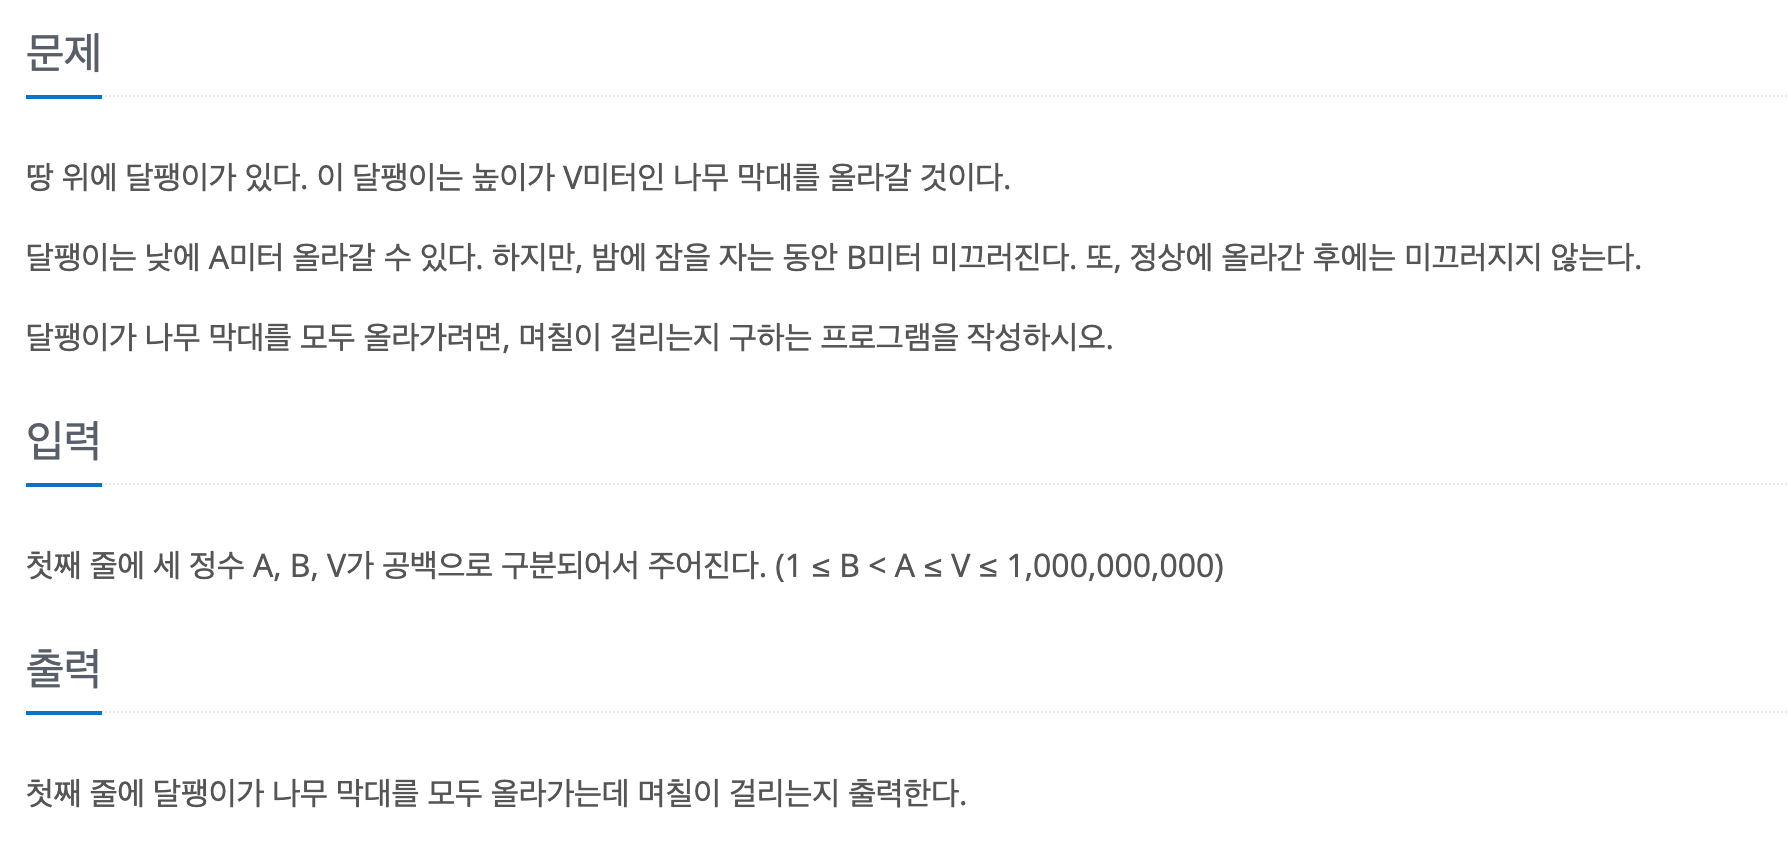 문제
땅 위에 달팽이가 있다. 이 달팽이는 높이가 V미터인 나무 막대를 올라갈 것이다.
달팽이는 낮에 A미터 올라갈 수 있다. 하지만, 밤에 잠을 자는 동안 B미터 미끄러진다. 또, 정상에 올라간 후에는 미끄러지지 않는다.
달팽이가 나무 막대를 모두 올라가려면, 며칠이 걸리는지 구하는 프로그램을 작성하시오.
입력
첫째 줄에 세 정수 A, B, V가 공백으로 구분되어서 주어진다. (1 ≤ B < A ≤ V ≤ 1,000,000,000)
출력
첫째 줄에 달팽이가 나무 막대를 모두 올라가는데 며칠이 걸리는지 출력한다.